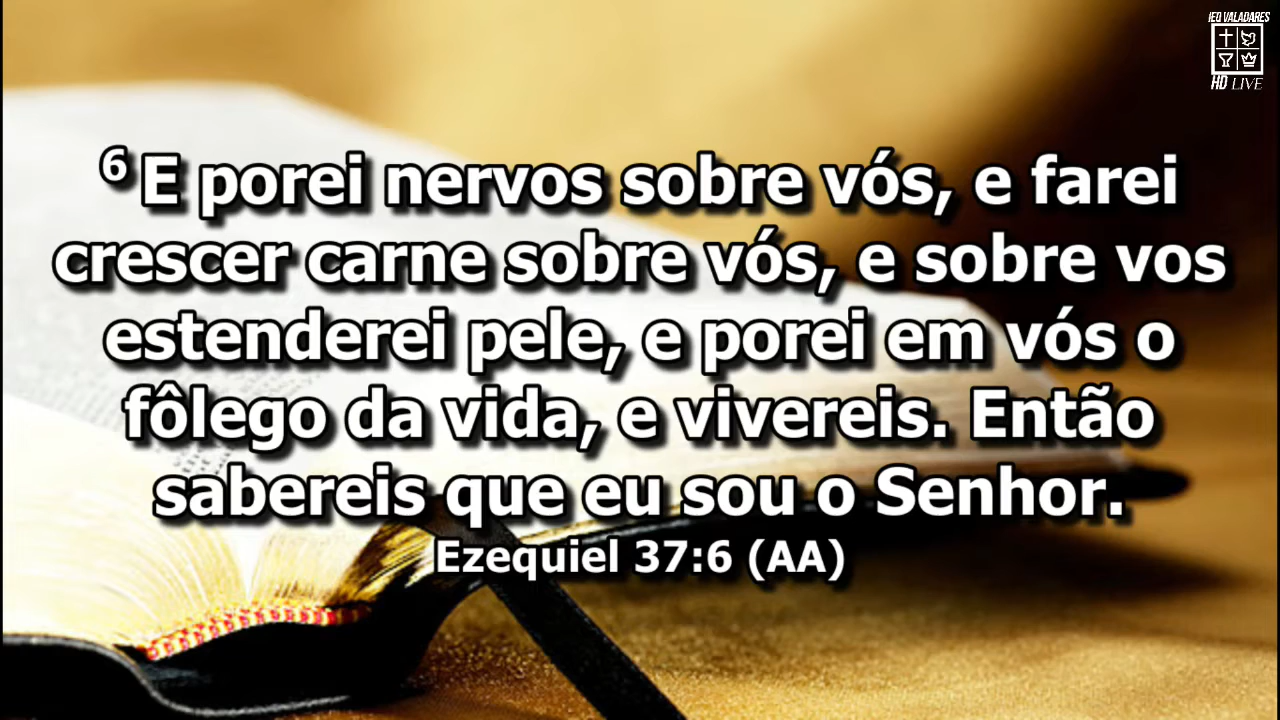 IEQ VALADARES
HD LIVE
6 E porei nervos sobre vós, e farei
crescer carne sobre vós, e sobre vos
estenderei pele, e porei em vós o
fôlego da vida, e vivereis. Então
sabereis que eu sou o Senhor.
Ezequiel 37:6 (AA)